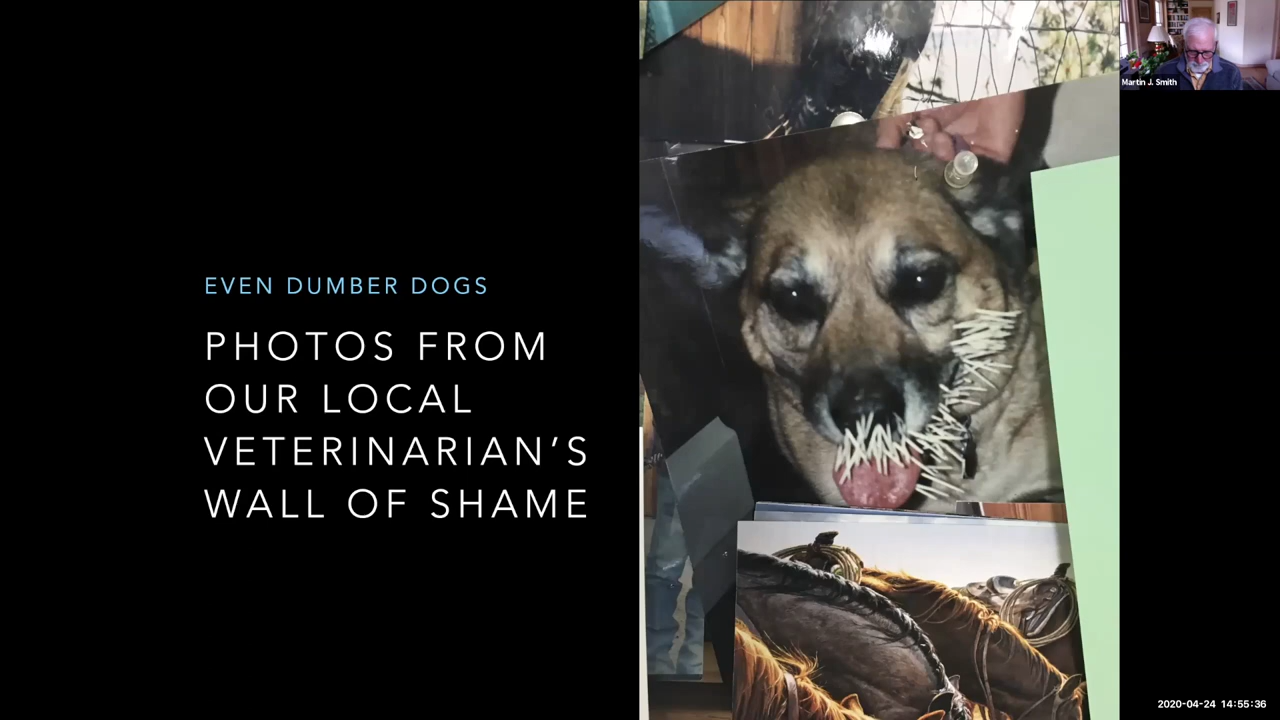 EVEN DUMBER DOGS
PHOTOS FROM
OUR LOCAL
VETERINARIAN’S
WALL OF SHAME
Martin J. Smith
2020-04-24 14:55:36